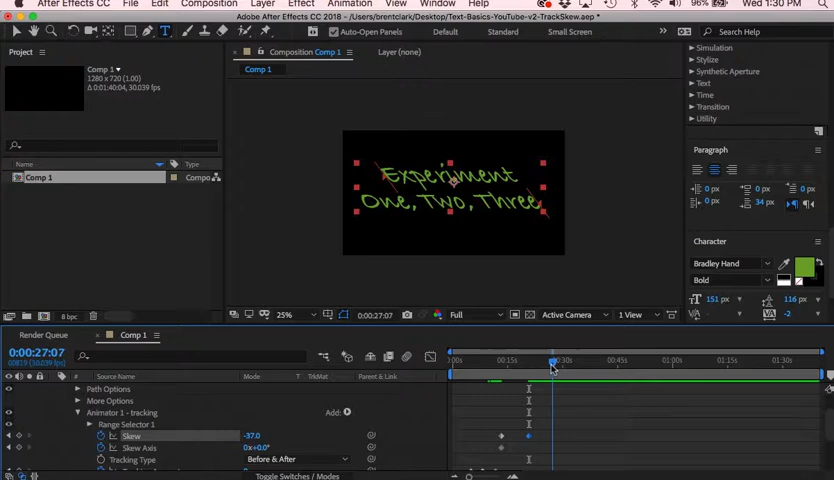 After Effects CC File Edit Composition Layer Effect Animation View Window Help 96% Wed 1:30 PM
Adobe After Effects CC 2018 - /Users/brentclark/Desktop/Text-Basics-YouTube-v2-TrackSkew.aep *
Auto-Open Panels Default Standard Small Screen >> Search Help
Project
Comp 1
1280 x 720 (1.00)
Δ 0:01:40:04, 30.039 fps
Name Type
Comp 1 Compo
8 bpc
Composition Comp 1 Layer (none)
Comp 1
Experiment
One, Two, Three
25% 0:00:27:07 Full Active Camera 1 View
Simulation
Stylize
Synthetic Aperture
Text
Time
Transition
Utility
Paragraph
0 px 0 px 0 px
0 px 34 px
Character
Bradley Hand
Bold
151 px 116 px
-2
Render Queue Comp 1
0:00:27:07
00819 (30.039 fps)
Source Name Mode T TrkMat Parent & Link
Path Options
More Options
Animator 1 - tracking Add:
Range Selector 1
Skew -37.0
Skew Axis 0x+0.0°
Tracking Type Before & After
:00s 00:15s 00:30s 00:45s 01:00s 01:15s 01:30s
Toggle Switches / Modes